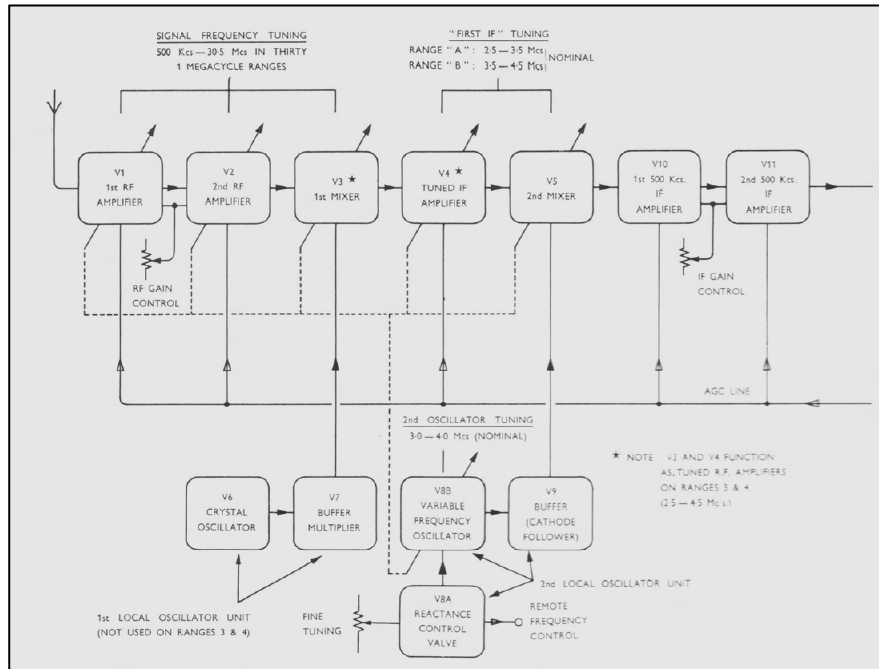 SIGNAL FREQUENCY TUNING
500 Kcs—30·5 Mcs IN THIRTY
1 MEGACYCLE RANGES
"FIRST IF" TUNING
RANGE "A" : 2·5—3·5 Mcs
RANGE "B" : 3·5—4·5 Mcs
NOMINAL
V1
1st RF
AMPLIFIER
V2
2nd RF
AMPLIFIER
V3 ★
1st MIXER
V4 ★
TUNED IF
AMPLIFIER
V5
2nd MIXER
V10
1st 500 Kcs.
IF
AMPLIFIER
V11
2nd 500 Kcs.
IF
AMPLIFIER
RF GAIN
CONTROL
IF GAIN
CONTROL
AGC LINE
2nd OSCILLATOR TUNING
3·0—4·0 Mcs (NOMINAL)
★ NOTE V3 AND V4 FUNCTION
AS TUNED R.F. AMPLIFIERS
ON RANGES 3 & 4
(2·5—4·5 Mc/s.)
V6
CRYSTAL
OSCILLATOR
V7
BUFFER
MULTIPLIER
V8B
VARIABLE
FREQUENCY
OSCILLATOR
V9
BUFFER
(CATHODE
FOLLOWER)
1st LOCAL OSCILLATOR UNIT
(NOT USED ON RANGES 3 & 4)
2nd LOCAL OSCILLATOR UNIT
FINE
TUNING
V8A
REACTANCE
CONTROL
VALVE
REMOTE
FREQUENCY
CONTROL